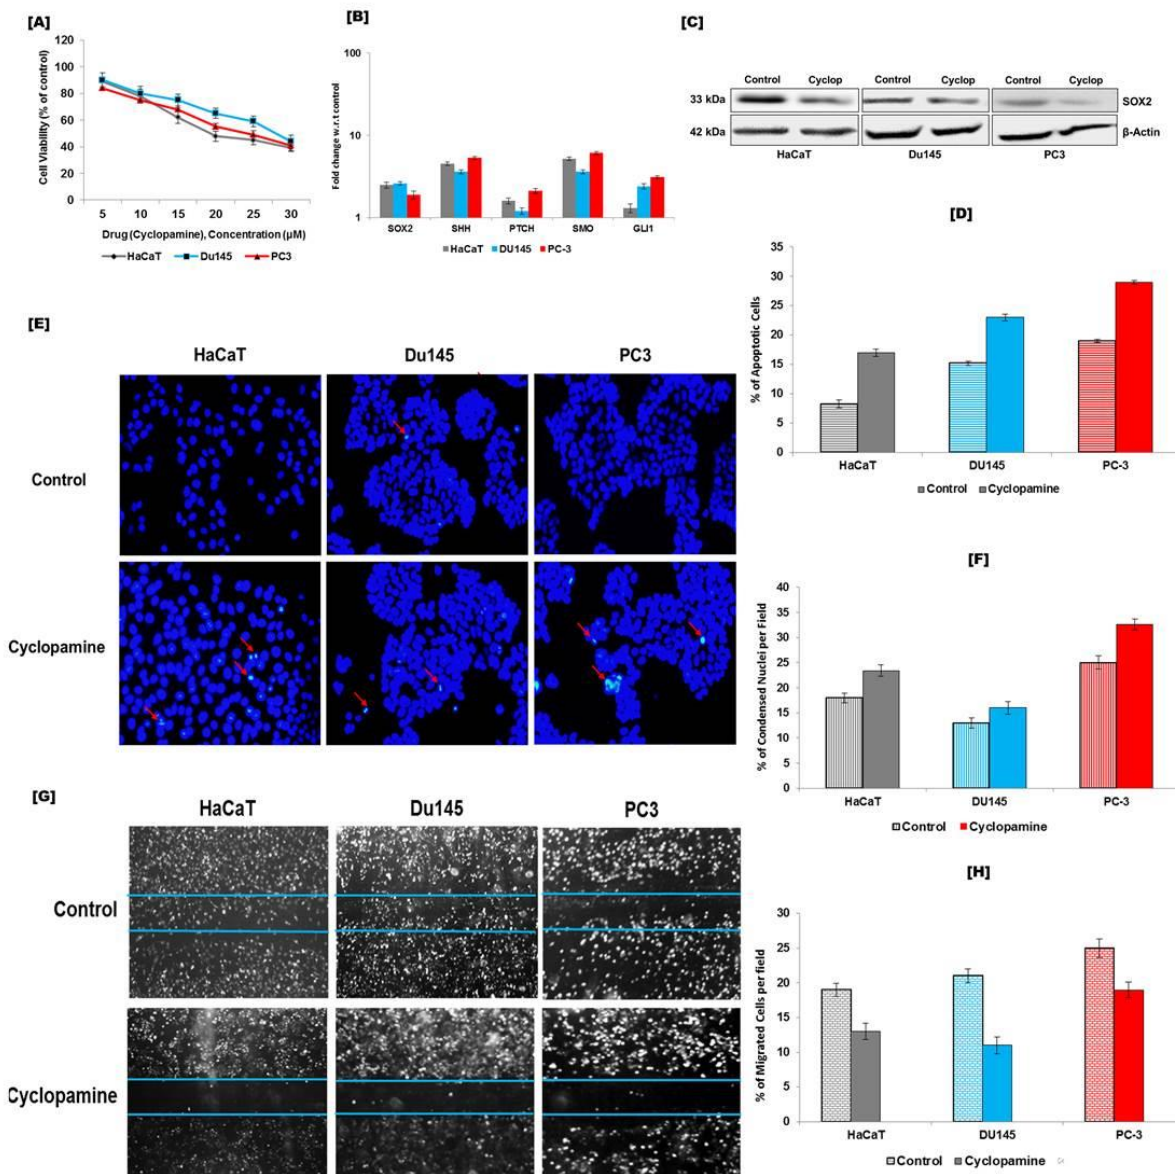 [A]
120
100
80
60
40
20
0
Cell Viability (% of control)
5 10 15 20 25 30
Drug (Cyclopamine), Concentration (µM)
HaCaT Du145 PC3
[B]
100
10
1
Fold change w.r.t.control
SOX2 SHH PTCH SMO GLI1
HaCaT DU145 PC-3
[C]
Control Cyclop Control Cyclop Control Cyclop
33 kDa SOX2
42 kDa β-Actin
HaCaT Du145 PC3
[D]
35
30
25
20
15
10
5
0
% of Apoptotic Cells
HaCaT DU145 PC-3
Control Cyclopamine
[E]
HaCaT Du145 PC3
Control
Cyclopamine
[F]
40
35
30
25
20
15
10
5
0
% of Condensed Nuclei per Field
HaCaT DU145 PC-3
Control Cyclopamine
[G]
HaCaT Du145 PC3
Control
Cyclopamine
[H]
30
25
20
15
10
5
0
% of Migrated Cells per field
HaCaT DU145 PC-3
Control Cyclopamine